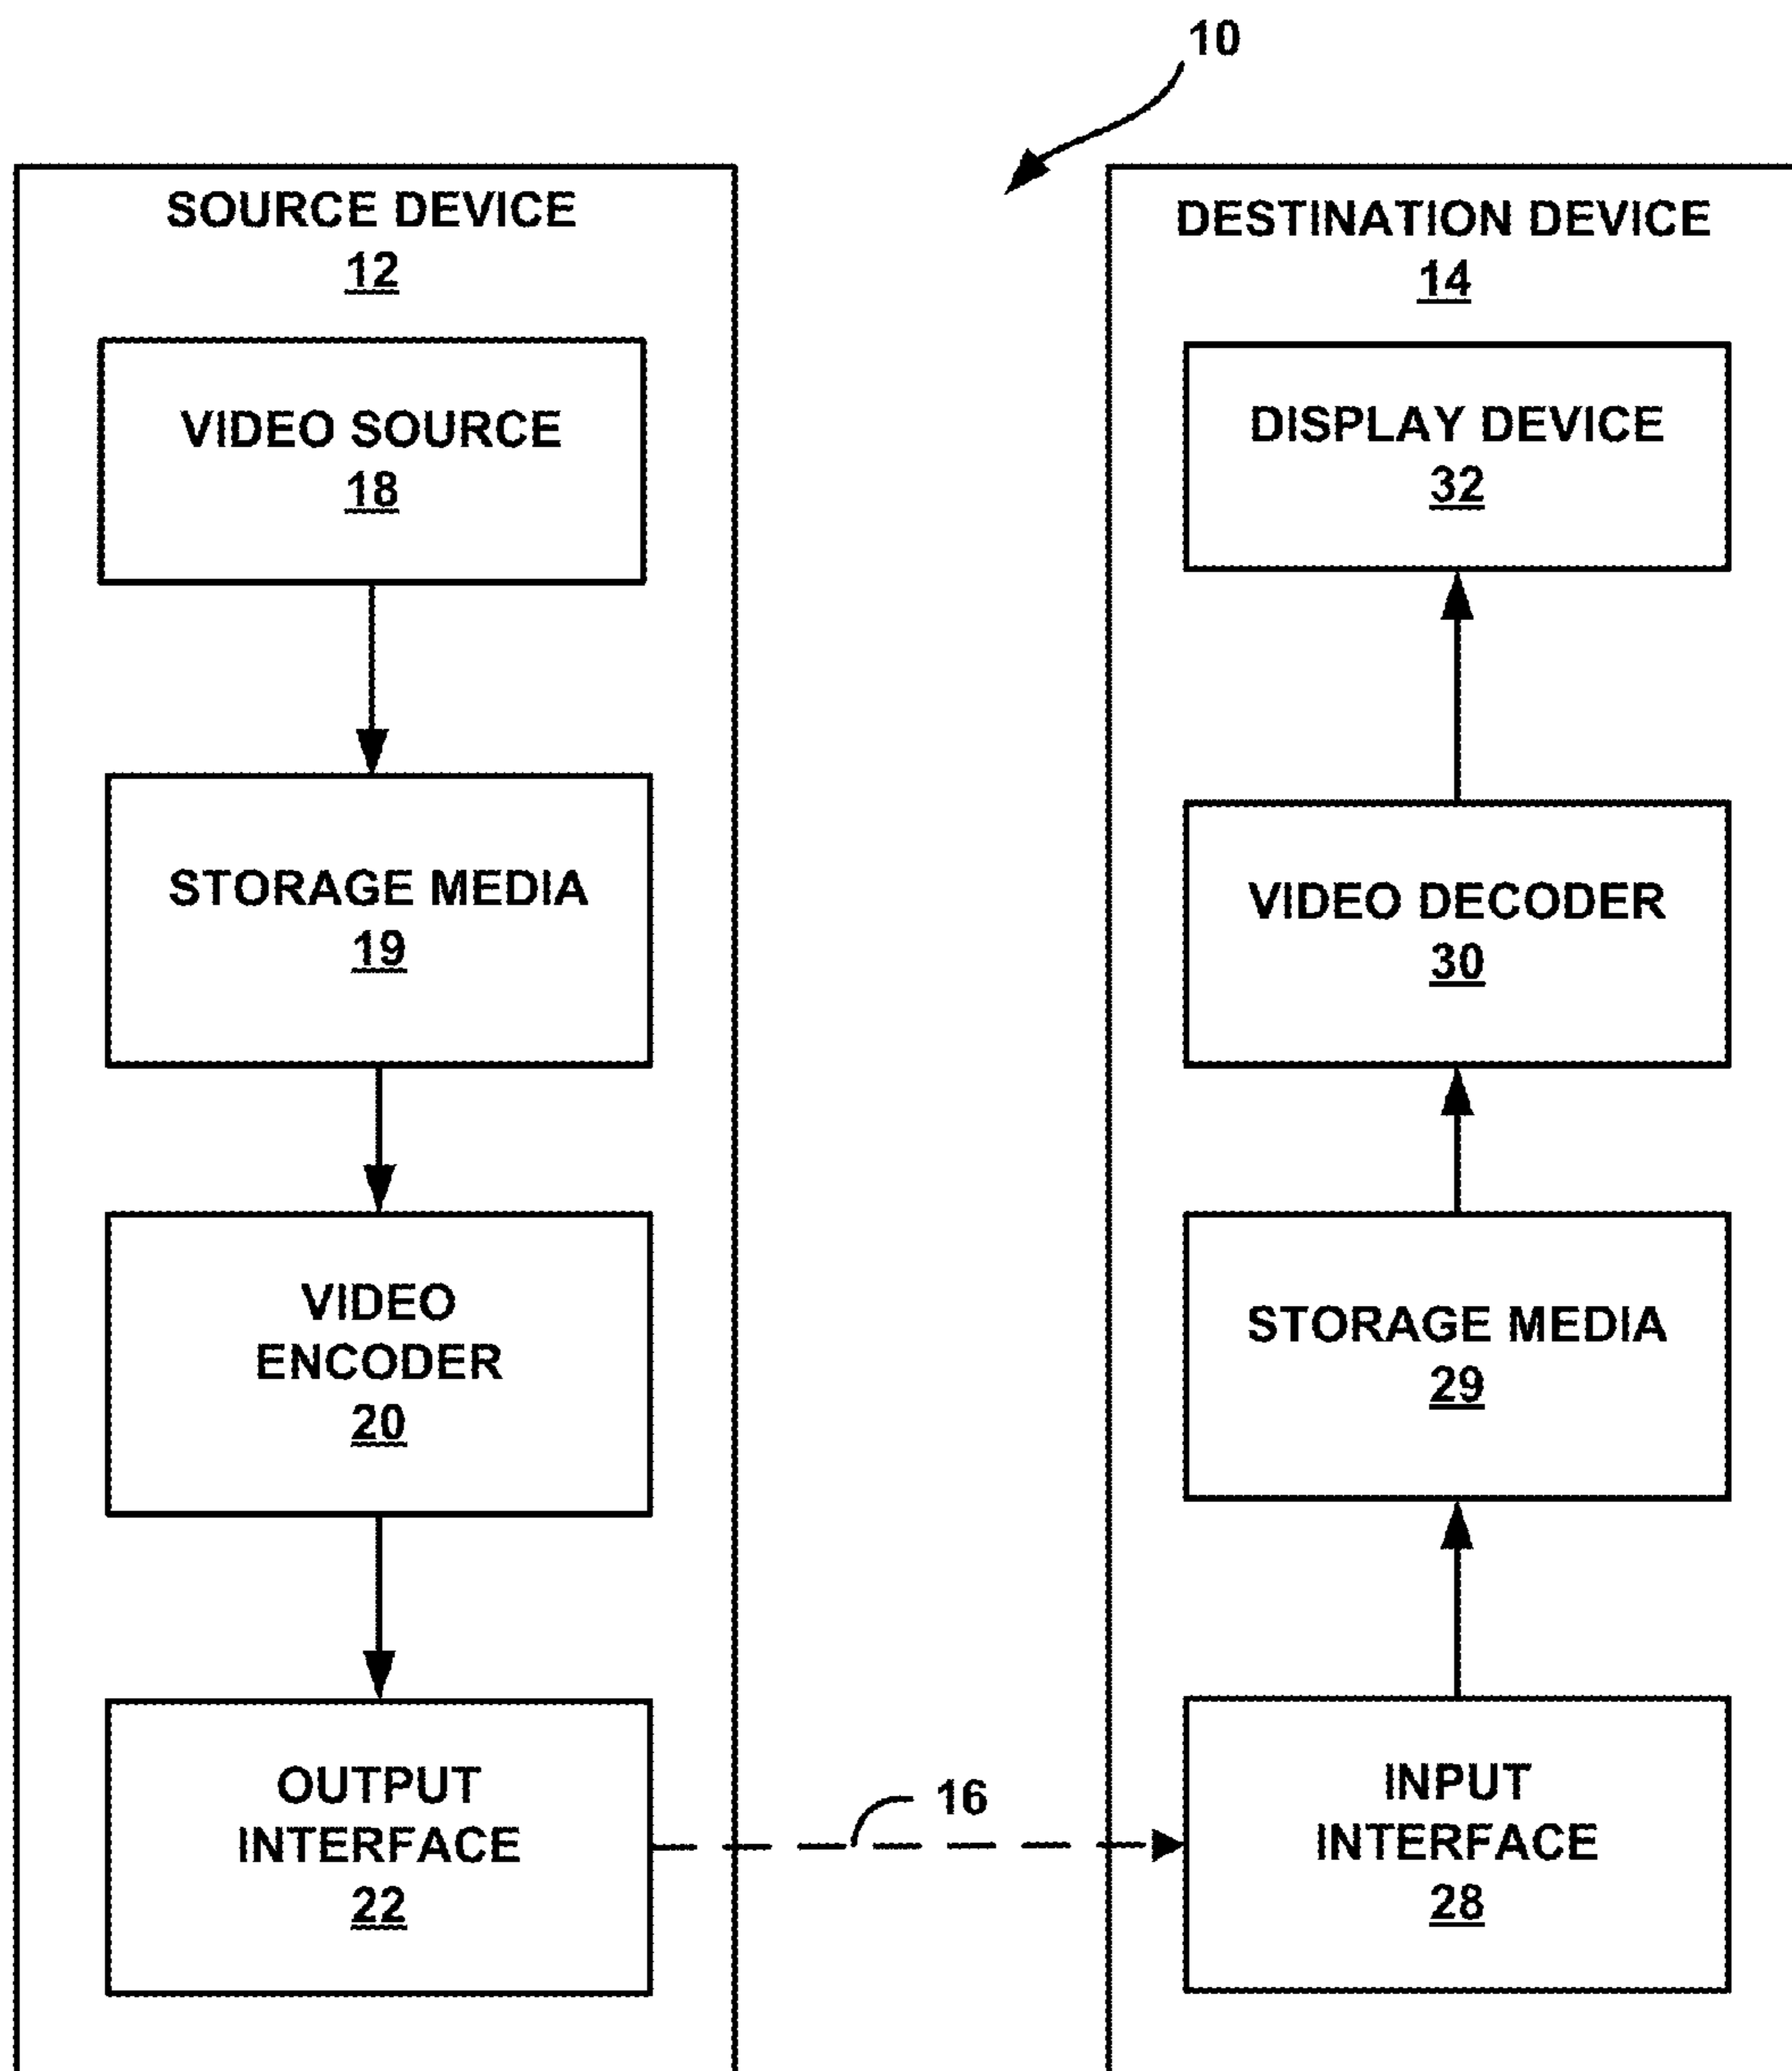 10
SOURCE DEVICE
12
VIDEO SOURCE
18
STORAGE MEDIA
19
VIDEO
ENCODER
20
OUTPUT
INTERFACE
22
16
DESTINATION DEVICE
14
DISPLAY DEVICE
32
VIDEO DECODER
30
STORAGE MEDIA
29
INPUT
INTERFACE
28